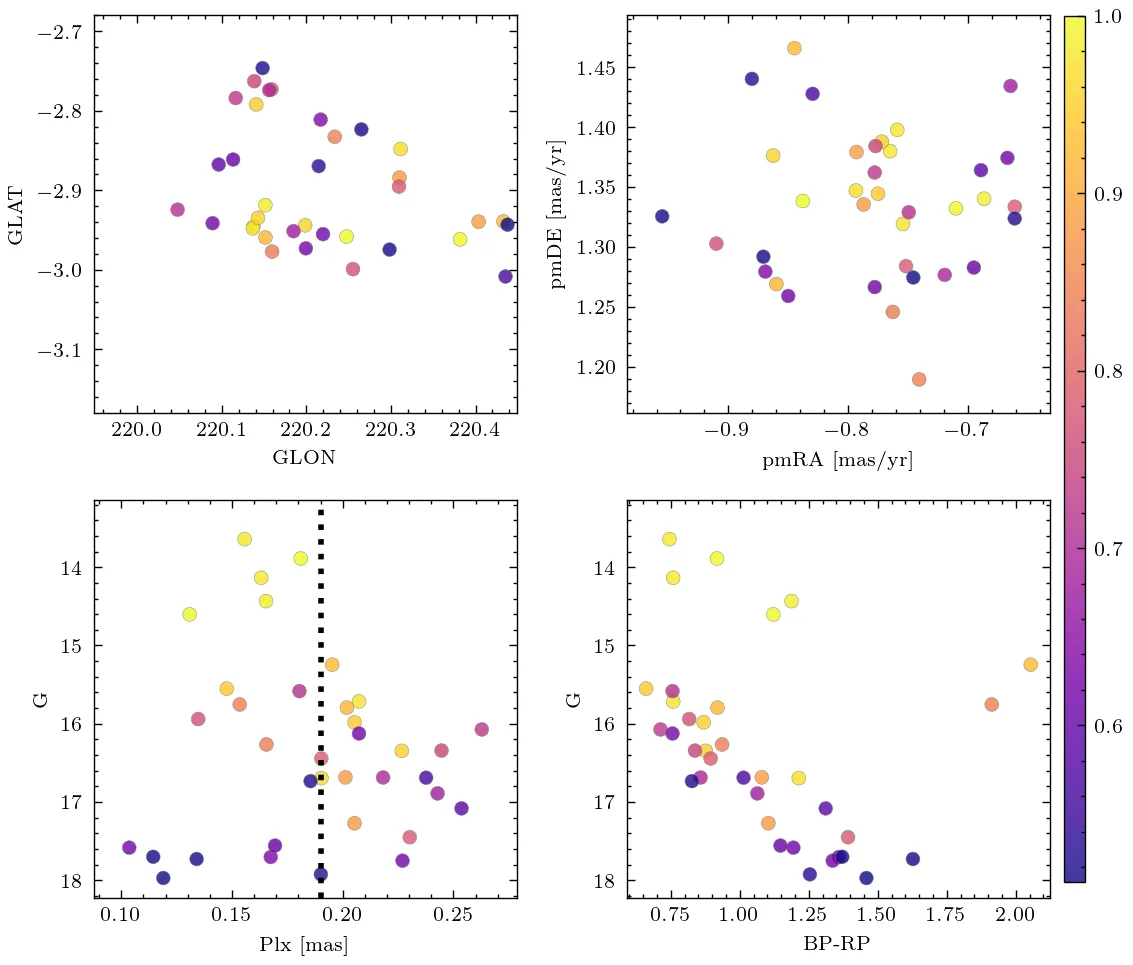 −2.7
−2.8
−2.9
−3.0
−3.1
GLAT
220.0 220.1 220.2 220.3 220.4
GLON
1.45
1.40
1.35
1.30
1.25
1.20
pmDE [mas/yr]
−0.9 −0.8 −0.7
pmRA [mas/yr]
1.0
0.9
0.8
0.7
0.6
14
15
16
17
18
G
0.10 0.15 0.20 0.25
Plx [mas]
14
15
16
17
18
G
0.75 1.00 1.25 1.50 1.75 2.00
BP-RP